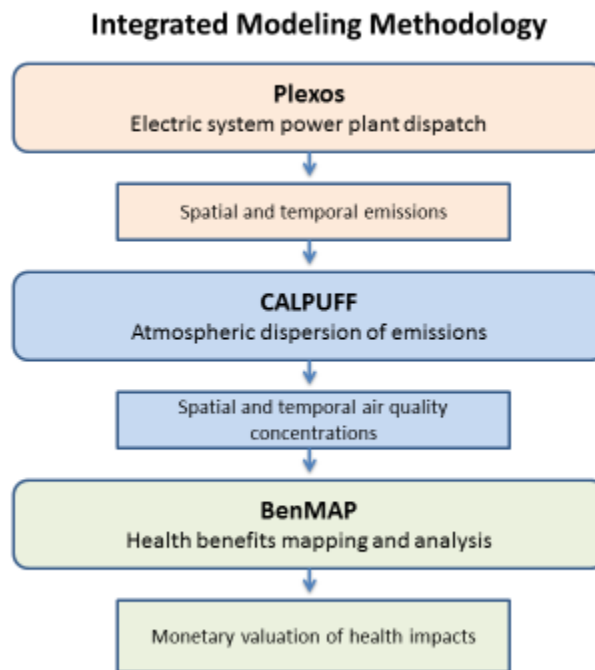 Integrated Modeling Methodology
Plexos
Electric system power plant dispatch
Spatial and temporal emissions
CALPUFF
Atmospheric dispersion of emissions
Spatial and temporal air quality
concentrations
BenMAP
Health benefits mapping and analysis
Monetary valuation of health impacts